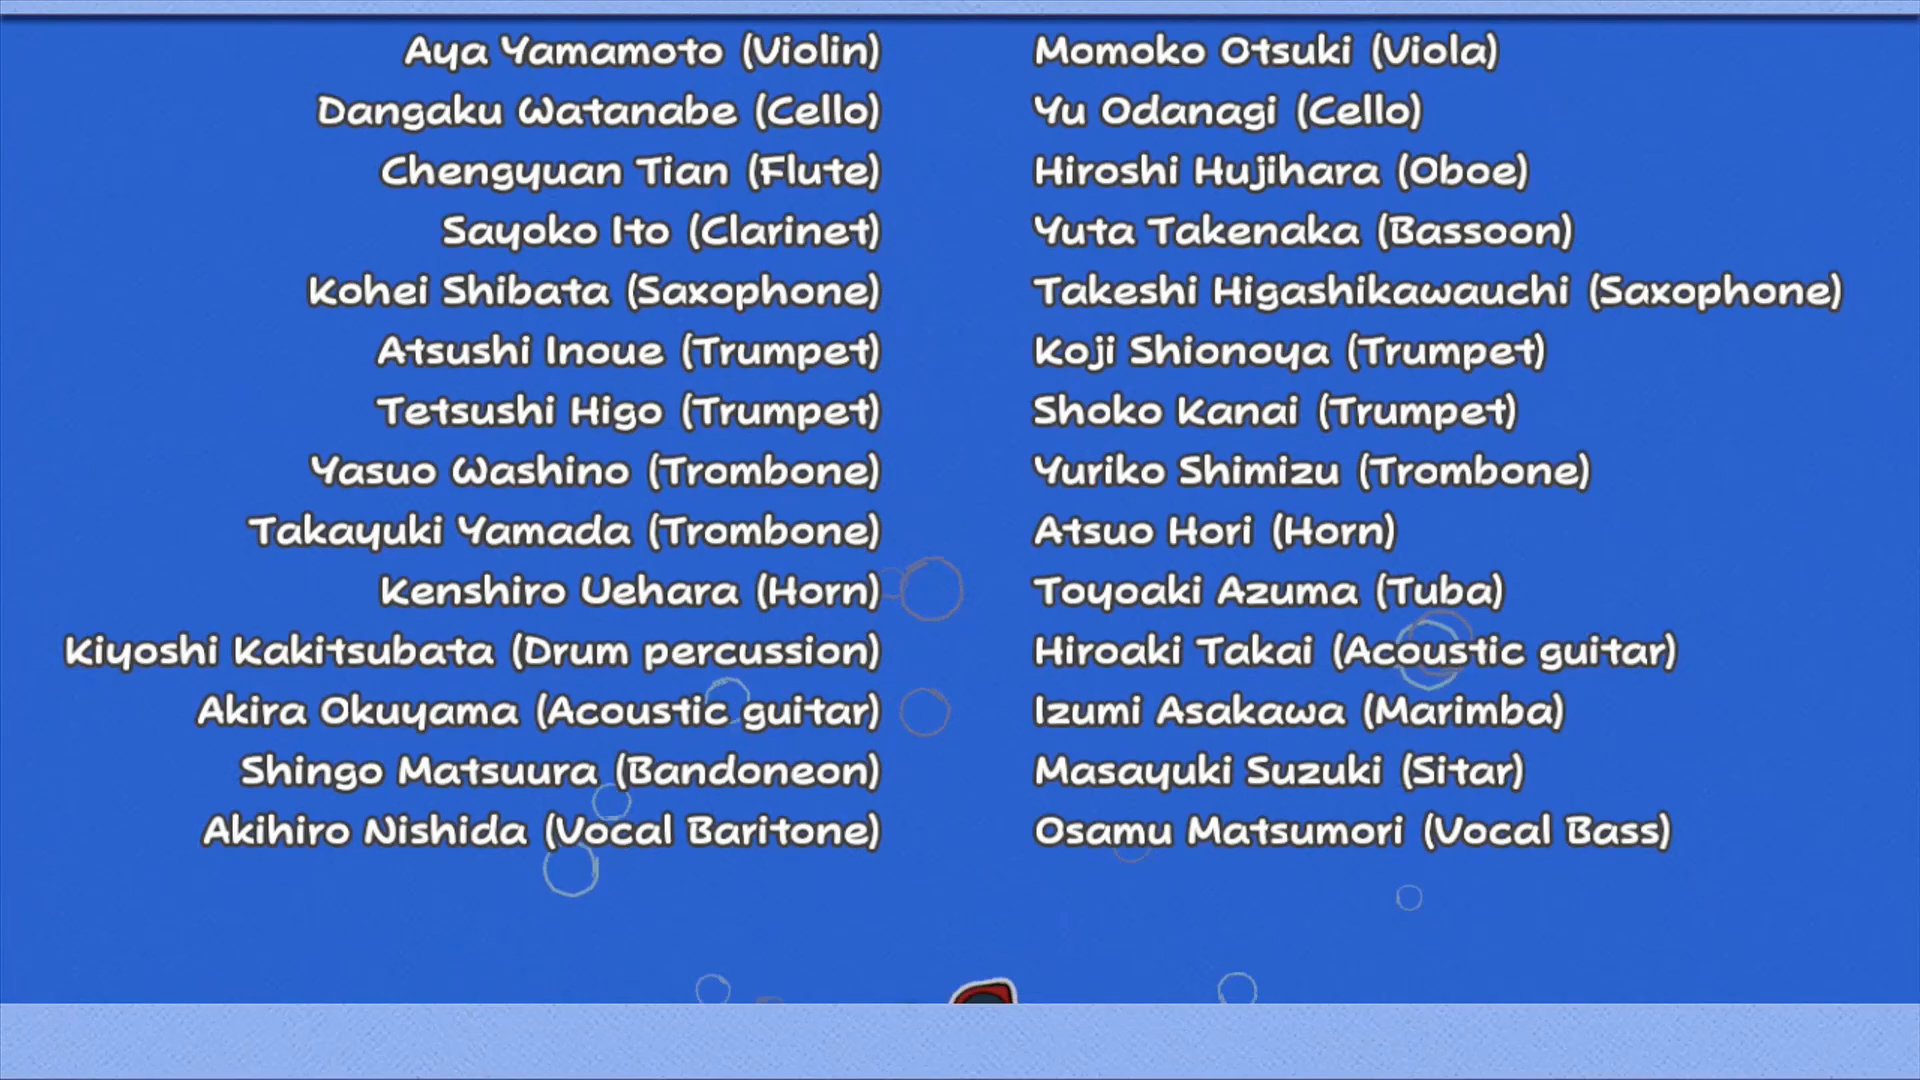 Aya Yamamoto (Violin) Momoko Otsuki (Viola)
Dangaku Watanabe (Cello) Yu Odanagi (Cello)
Chengyuan Tian (Flute) Hiroshi Hujihara (Oboe)
Sayoko Ito (Clarinet) Yuta Takenaka (Bassoon)
Kohei Shibata (Saxophone) Takeshi Higashikawauchi (Saxophone)
Atsushi Inoue (Trumpet) Koji Shionoya (Trumpet)
Tetsushi Higo (Trumpet) Shoko Kanai (Trumpet)
Yasuo Washino (Trombone) Yuriko Shimizu (Trombone)
Takayuki Yamada (Trombone) Atsuo Hori (Horn)
Kenshiro Uehara (Horn) Toyoaki Azuma (Tuba)
Kiyoshi Kakitsubata (Drum percussion) Hiroaki Takai (Acoustic guitar)
Akira Okuyama (Acoustic guitar) Izumi Asakawa (Marimba)
Shingo Matsuura (Bandoneon) Masayuki Suzuki (Sitar)
Akihiro Nishida (Vocal Baritone) Osamu Matsumori (Vocal Bass)